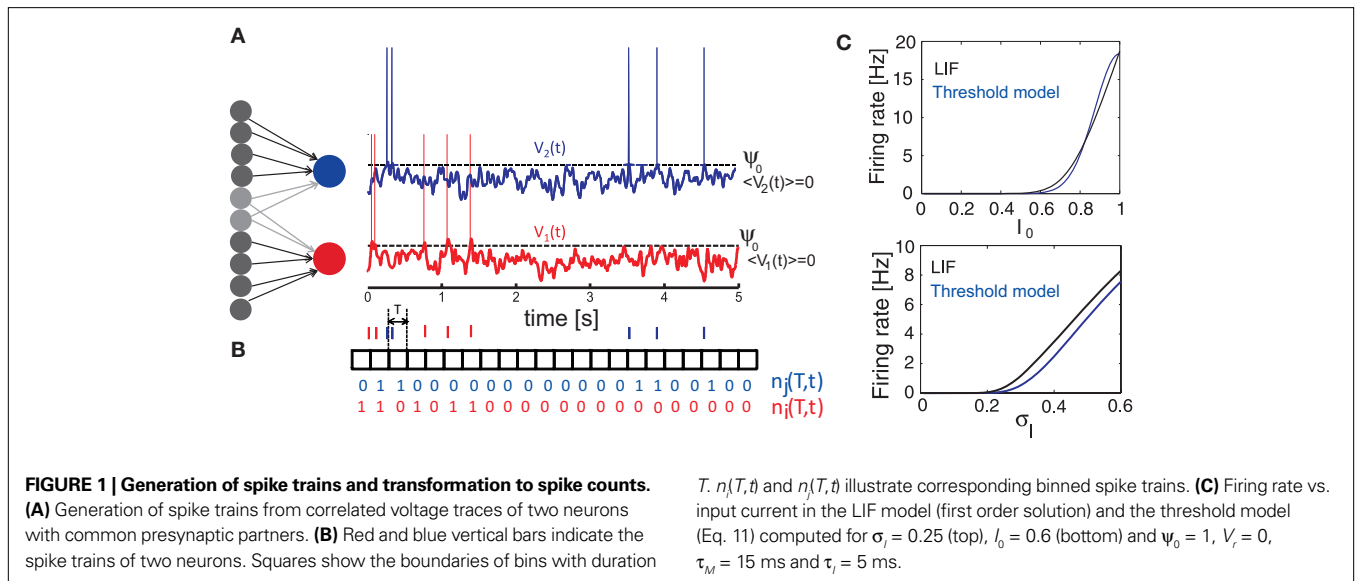 A
V₂(t)
ψ₀
<V₂(t)>=0
V₁(t)
ψ₀
<V₁(t)>=0
0 1 2 3 4 5
time [s]
T
B
0 1 1 0 0 0 0 0 0 0 0 0 0 0 0 1 1 0 0 1 0 0 nⱼ(T,t)
1 1 0 1 0 1 1 0 0 0 0 0 0 0 0 0 0 0 0 0 0 0 nᵢ(T,t)
C
20
15
10
5
0
Firing rate [Hz]
LIF
Threshold model
0 0.2 0.4 0.6 0.8 1
I₀
10
8
6
4
2
0
Firing rate [Hz]
LIF
Threshold model
0 0.2 0.4 0.6
σ_I
FIGURE 1 | Generation of spike trains and transformation to spike counts.
(A) Generation of spike trains from correlated voltage traces of two neurons
with common presynaptic partners. (B) Red and blue vertical bars indicate the
spike trains of two neurons. Squares show the boundaries of bins with duration
T. nᵢ(T,t) and nⱼ(T,t) illustrate corresponding binned spike trains. (C) Firing rate vs.
input current in the LIF model (first order solution) and the threshold model
(Eq. 11) computed for σ_I = 0.25 (top), I₀ = 0.6 (bottom) and ψ₀ = 1, Vᵣ = 0,
τ_M = 15 ms and τ_I = 5 ms.